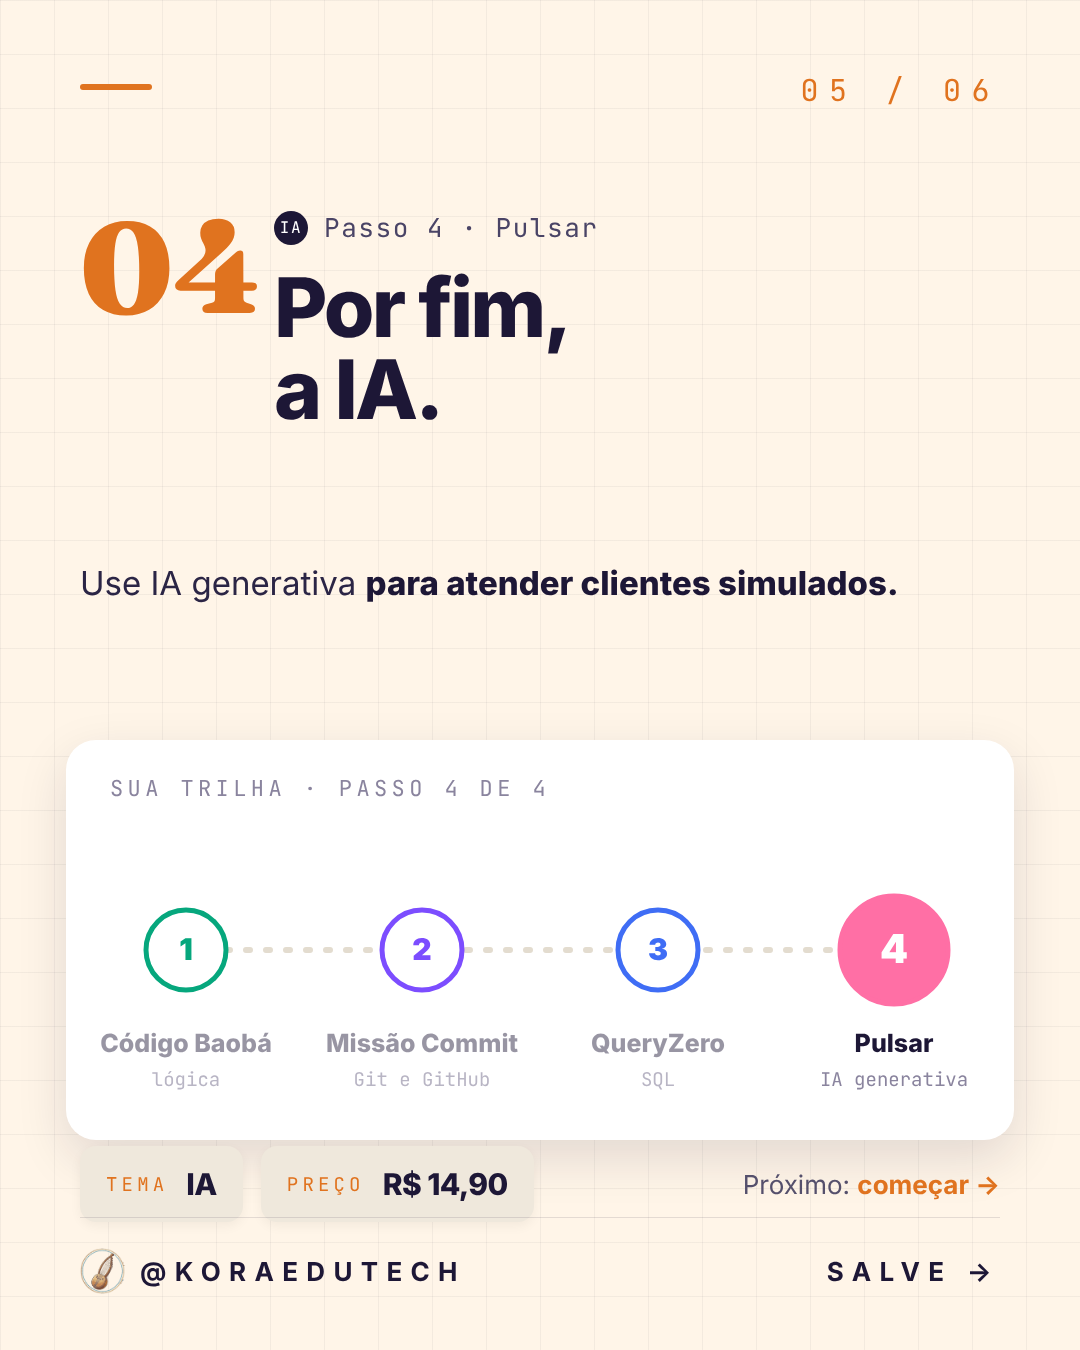 05 / 06
04
IA Passo 4 · Pulsar
Por fim,
a IA.
Use IA generativa para atender clientes simulados.
SUA TRILHA · PASSO 4 DE 4
1 2 3 4
Código Baobá Missão Commit QueryZero Pulsar
lógica Git e GitHub SQL IA generativa
TEMA IA PREÇO R$ 14,90 Próximo: começar →
@KORAEDUTECH SALVE →